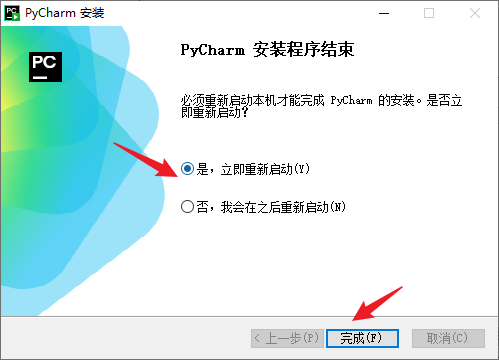 PyCharm 安装
PC
PyCharm 安装程序结束
必须重新启动本机才能完成 PyCharm 的安装。是否立
即重新启动?
是，立即重新启动(Y)
否，我会在之后重新启动(N)
< 上一步(P) 完成(F) 取消(C)